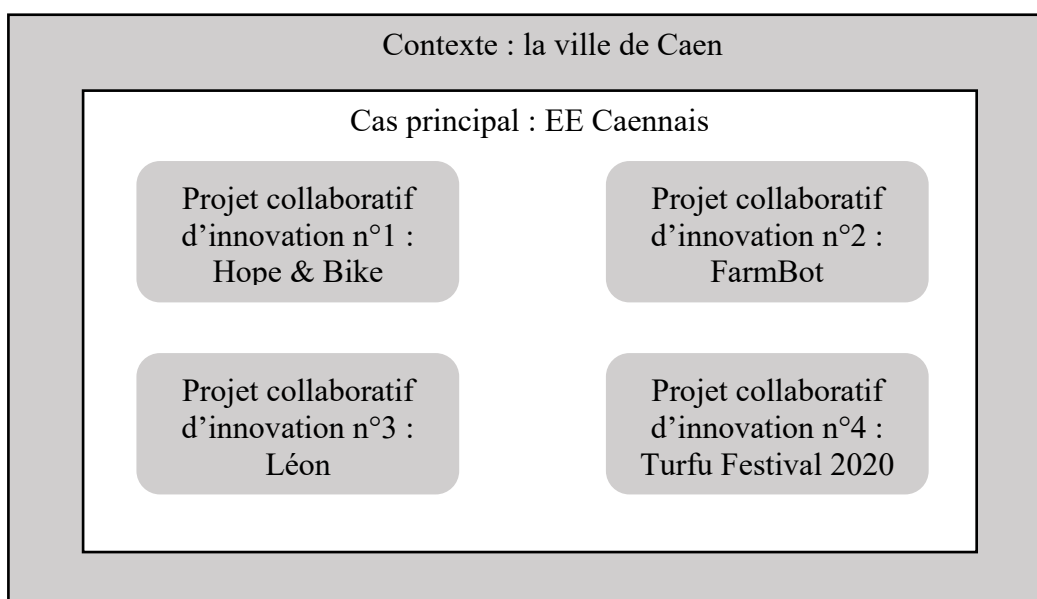 Contexte : la ville de Caen
Cas principal : EE Caennais
Projet collaboratif
d’innovation n°1 :
Hope & Bike
Projet collaboratif
d’innovation n°2 :
FarmBot
Projet collaboratif
d’innovation n°3 :
Léon
Projet collaboratif
d’innovation n°4 :
Turfu Festival 2020